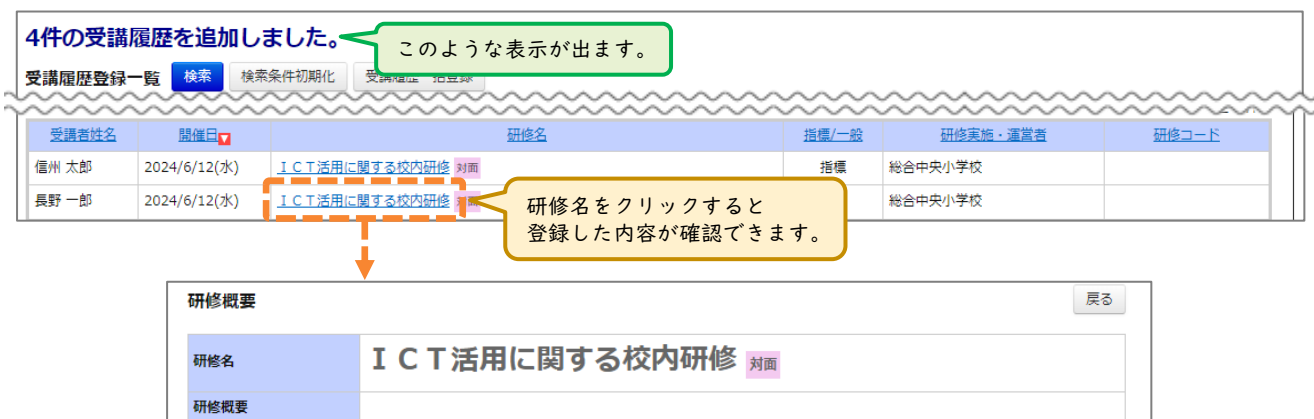 4件の受講履歴を追加しました。
このような表示が出ます。
受講履歴登録一覧 検索 検索条件初期化
受講者姓名 開催日 研修名 指標/一般 研修実施・運営者 研修コード
信州 太郎 2024/6/12(水) ＩＣＴ活用に関する校内研修 対面 指標 総合中央小学校
長野 一郎 2024/6/12(水) ＩＣＴ活用に関する校内研修 総合中央小学校
研修名をクリックすると
登録した内容が確認できます。
研修概要 戻る
研修名 ＩＣＴ活用に関する校内研修 対面
研修概要